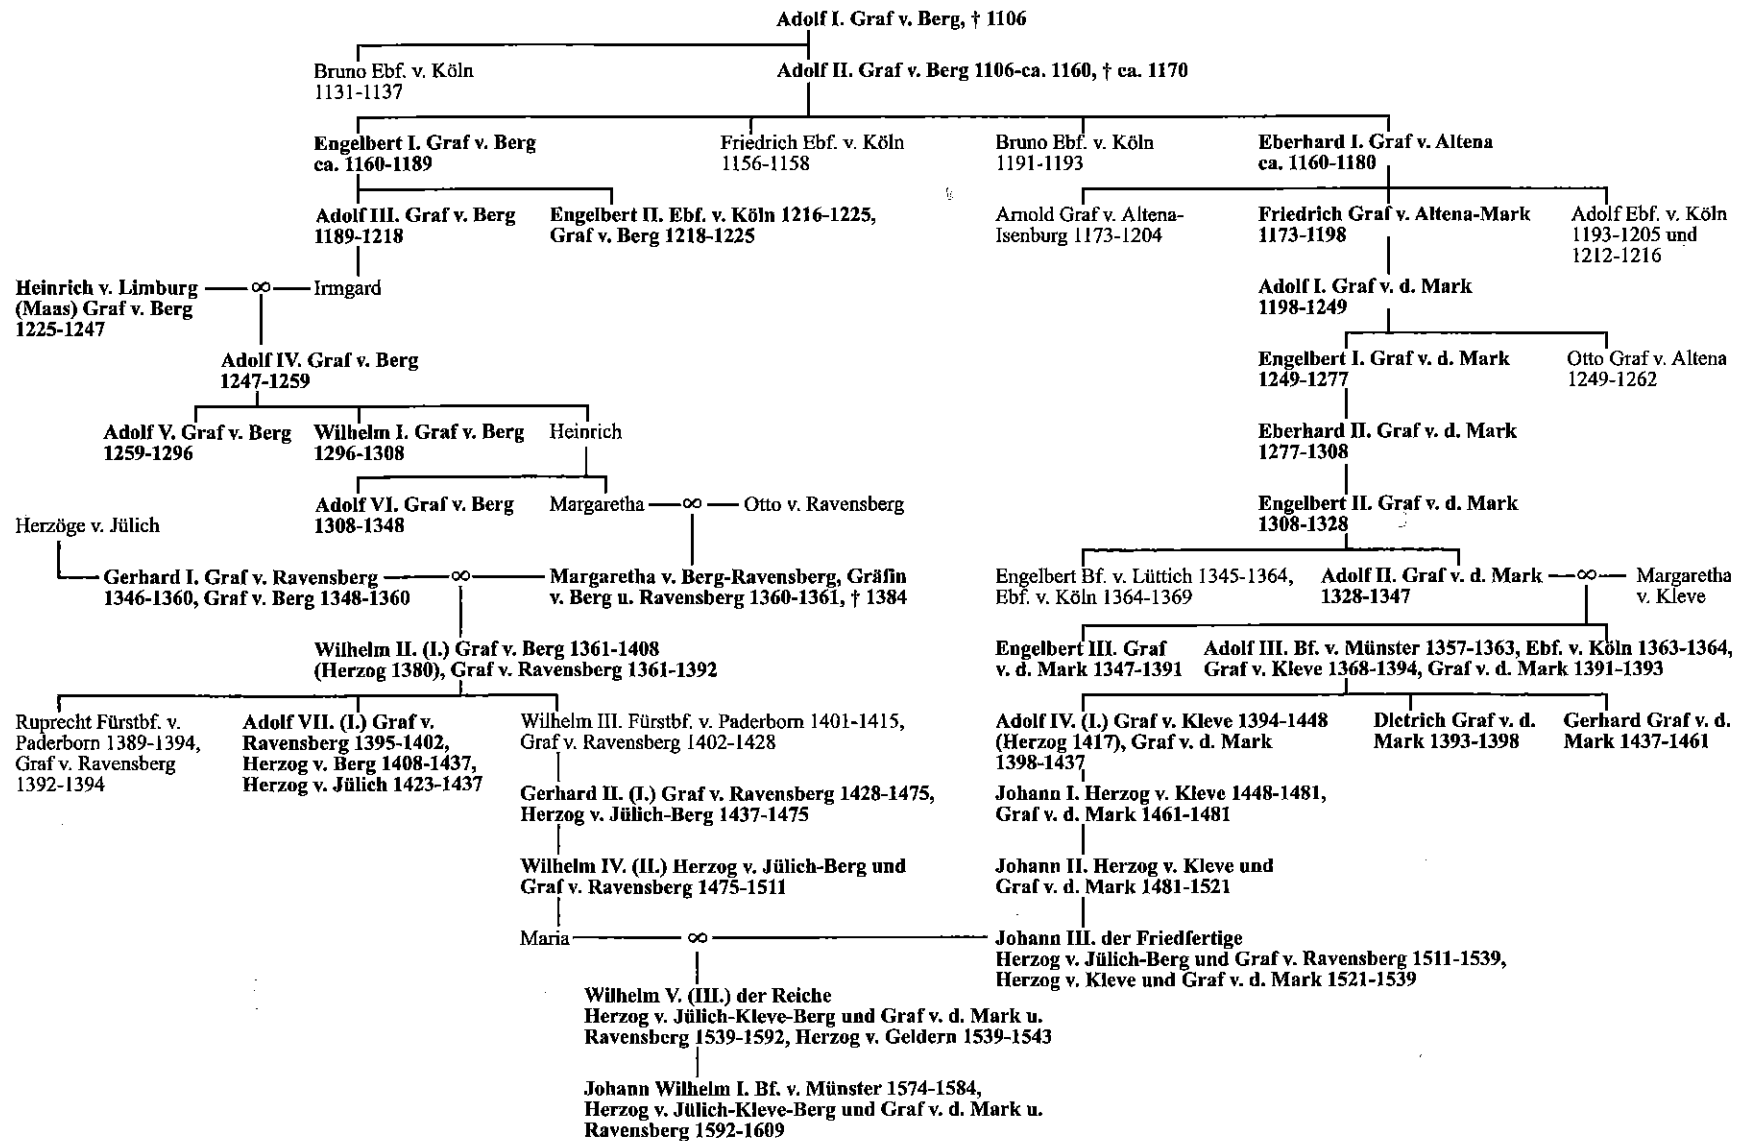 Adolf I. Graf v. Berg, † 1106
Bruno Ebf. v. Köln
1131-1137
Adolf II. Graf v. Berg 1106-ca. 1160, † ca. 1170
Engelbert I. Graf v. Berg
ca. 1160-1189
Friedrich Ebf. v. Köln
1156-1158
Bruno Ebf. v. Köln
1191-1193
Eberhard I. Graf v. Altena
ca. 1160-1180
Adolf III. Graf v. Berg
1189-1218
Engelbert II. Ebf. v. Köln 1216-1225,
Graf v. Berg 1218-1225
Arnold Graf v. Altena-
Isenburg 1173-1204
Friedrich Graf v. Altena-Mark
1173-1198
Adolf Ebf. v. Köln
1193-1205 und
1212-1216
Heinrich v. Limburg
(Maas) Graf v. Berg
1225-1247
∞
Irmgard
Adolf I. Graf v. d. Mark
1198-1249
Adolf IV. Graf v. Berg
1247-1259
Engelbert I. Graf v. d. Mark
1249-1277
Otto Graf v. Altena
1249-1262
Adolf V. Graf v. Berg
1259-1296
Wilhelm I. Graf v. Berg
1296-1308
Heinrich
Eberhard II. Graf v. d. Mark
1277-1308
Adolf VI. Graf v. Berg
1308-1348
Margaretha
∞
Otto v. Ravensberg
Engelbert II. Graf v. d. Mark
1308-1328
Herzöge v. Jülich
Gerhard I. Graf v. Ravensberg
1346-1360, Graf v. Berg 1348-1360
∞
Margaretha v. Berg-Ravensberg, Gräfin
v. Berg u. Ravensberg 1360-1361, † 1384
Engelbert Bf. v. Lüttich 1345-1364,
Ebf. v. Köln 1364-1369
Adolf II. Graf v. d. Mark
1328-1347
∞
Margaretha
v. Kleve
Wilhelm II. (I.) Graf v. Berg 1361-1408
(Herzog 1380), Graf v. Ravensberg 1361-1392
Engelbert III. Graf
v. d. Mark 1347-1391
Adolf III. Bf. v. Münster 1357-1363, Ebf. v. Köln 1363-1364,
Graf v. Kleve 1368-1394, Graf v. d. Mark 1391-1393
Ruprecht Fürstbf. v.
Paderborn 1389-1394,
Graf v. Ravensberg
1392-1394
Adolf VII. (I.) Graf v.
Ravensberg 1395-1402,
Herzog v. Berg 1408-1437,
Herzog v. Jülich 1423-1437
Wilhelm III. Fürstbf. v. Paderborn 1401-1415,
Graf v. Ravensberg 1402-1428
Adolf IV. (I.) Graf v. Kleve 1394-1448
(Herzog 1417), Graf v. d. Mark
1398-1437
Dietrich Graf v. d.
Mark 1393-1398
Gerhard Graf v. d.
Mark 1437-1461
Gerhard II. (I.) Graf v. Ravensberg 1428-1475,
Herzog v. Jülich-Berg 1437-1475
Johann I. Herzog v. Kleve 1448-1481,
Graf v. d. Mark 1461-1481
Wilhelm IV. (II.) Herzog v. Jülich-Berg und
Graf v. Ravensberg 1475-1511
Johann II. Herzog v. Kleve und
Graf v. d. Mark 1481-1521
Maria
∞
Johann III. der Friedfertige
Herzog v. Jülich-Berg und Graf v. Ravensberg 1511-1539,
Herzog v. Kleve und Graf v. d. Mark 1521-1539
Wilhelm V. (III.) der Reiche
Herzog v. Jülich-Kleve-Berg und Graf v. d. Mark u.
Ravensberg 1539-1592, Herzog v. Geldern 1539-1543
Johann Wilhelm I. Bf. v. Münster 1574-1584,
Herzog v. Jülich-Kleve-Berg und Graf v. d. Mark u.
Ravensberg 1592-1609